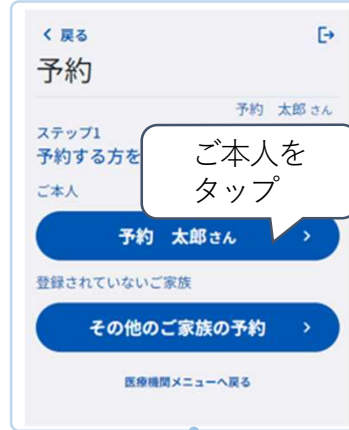 戻る
予約
予約 太郎さん
ステップ1
予約する方を
ご本人を
タップ
ご本人
予約 太郎さん
登録されていないご家族
その他のご家族の予約
医療機関メニューへ戻る